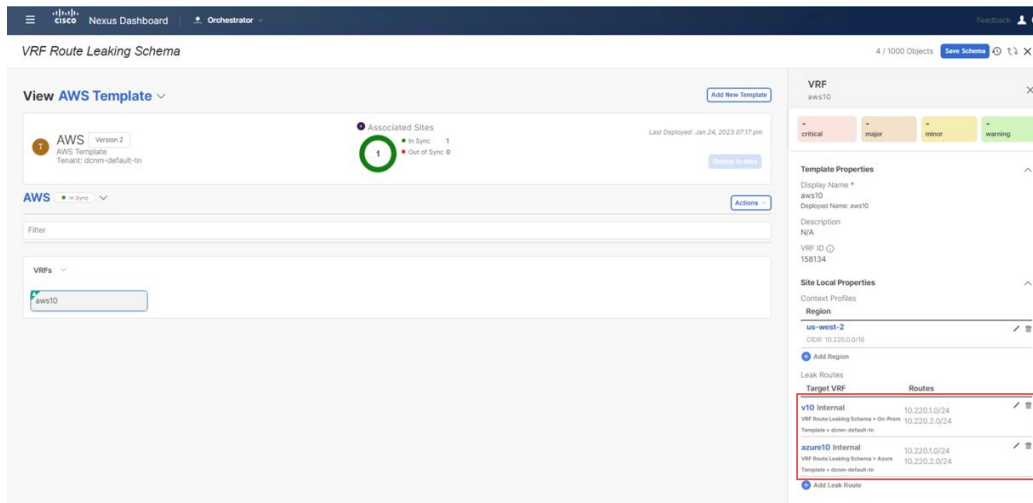 CISCO Nexus Dashboard Orchestrator Feedback
VRF Route Leaking Schema
4 / 1000 Objects Save Schema
View AWS Template
Add New Template
T
AWS Version 2
AWS Template
Tenant: dcnm-default-tn
Associated Sites
1
In Sync 1
Out of Sync 0
Last Deployed: Jan 24, 2023 07:17 pm
Deploy to sites
AWS In Sync
Actions
Filter
VRFs
aws10
VRF
aws10
- - - -
critical major minor warning
Template Properties
Display Name *
aws10
Deployed Name: aws10
Description
N/A
VRF ID
158134
Site Local Properties
Context Profiles
Region
us-west-2
CIDR: 10.220.0.0/16
Add Region
Leak Routes
Target VRF Routes
v10 Internal 10.220.1.0/24
VRF Route Leaking Schema > On-Prem 10.220.2.0/24
Template > dcnm-default-tn
azure10 Internal 10.220.1.0/24
VRF Route Leaking Schema > Azure 10.220.2.0/24
Template > dcnm-default-tn
Add Leak Route